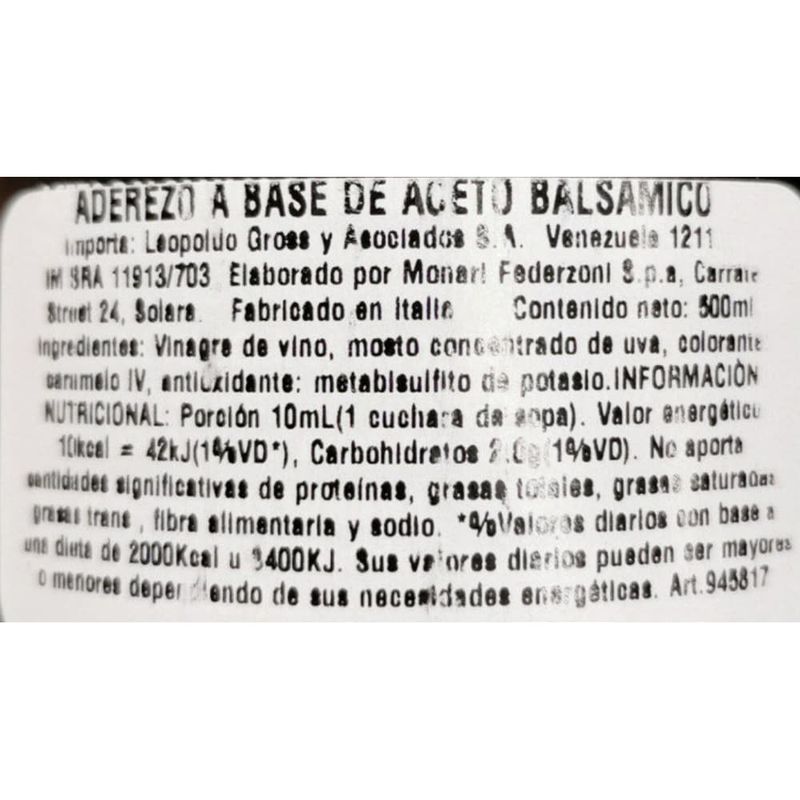 ADEREZO A BASE DE ACETO BALSAMICO
Importa: Leopoldo Gross y Asociados S.A. Venezuela 1211
SRA 11913/703 Elaborado por Monari Federzoni S.p.a, Carrate
Street 24, Solara. Fabricado en Italia Contenido neto: 500ml
Ingredientes: Vinagre de vino, mosto concentrado de uva, colorante
caramelo IV, antioxidante: metabisulfito de potasio.INFORMACIÓN
NUTRICIONAL: Porción 10mL(1 cuchara de sopa). Valor energético
10kcal = 42kJ(1%VD*), Carbohidratos 2.0g(1%VD). No aporta
cantidades significativas de proteínas, grasas totales, grasas saturadas
grasas trans , fibra alimentaria y sodio. *%Valores diarios con base a
una dieta de 2000Kcal u 8400KJ. Sus valores diarios pueden ser mayores
o menores dependiendo de sus necesidades energéticas. Art.945817